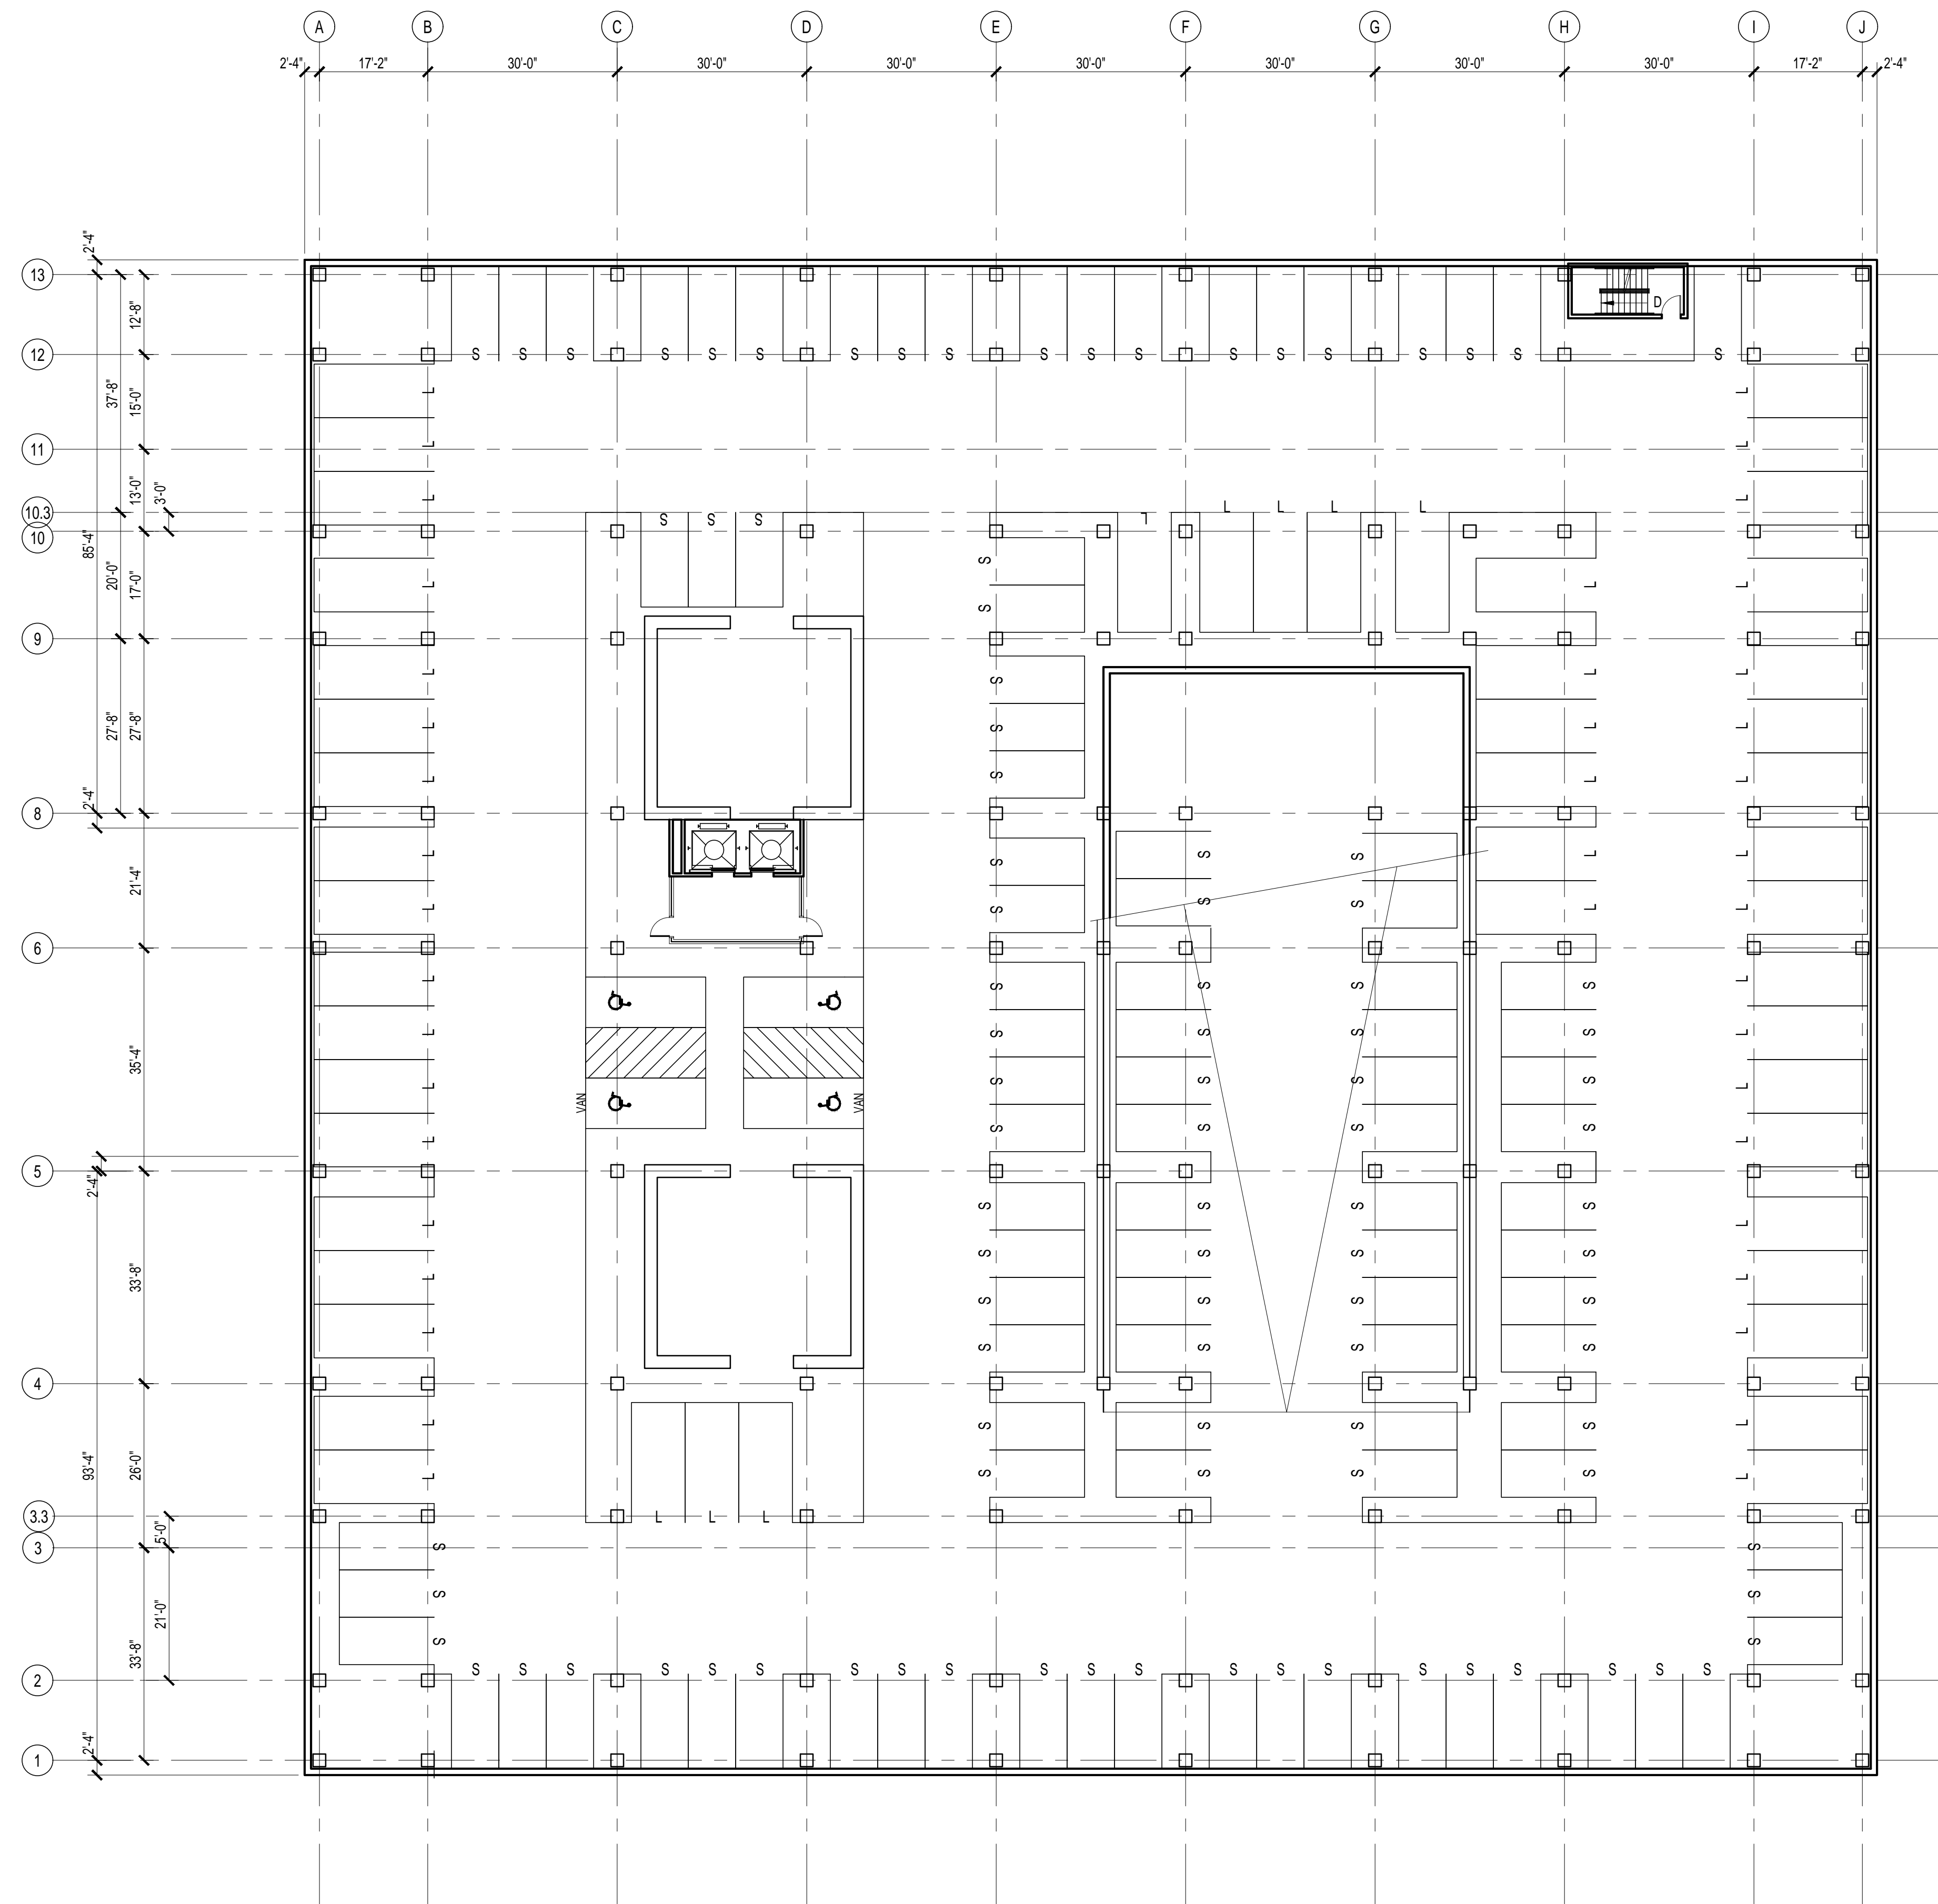 A B C D E F G H I J
2'-4" 17'-2" 30'-0" 30'-0" 30'-0" 30'-0" 30'-0" 30'-0" 30'-0" 17'-2" 2'-4"
2'-4"
13
12'-8"
D
12
S S S S S S S S S S S S S S S S S S S
37'-8"
15'-0"
L L
11
L L
13'-0"
3'-0"
L L
10.3
L L L L L
S S S
10
85'-4"
20'-0"
17'-0"
S
L L L
S
9
L L L
S
27'-8"
27'-8"
L L L
S
L L L
S
2'-4"
8
L S S S L L
21'-4"
L S S S L L
6
L S S S S L
L S S S S L
35'-4"
L S S S S L
VAN VAN
L S S S S L
5
2'-4"
L S S S S L
33'-8"
L S S S S L
S S S S
L S S S S L
4
L S S S S L
93'-4"
26'-0"
L S S S S L
3.3
L L L
5'-0"
3
S S
21'-0"
S S
33'-8"
S S
2
S S S S S S S S S S S S S S S S S S S S S
2'-4"
1